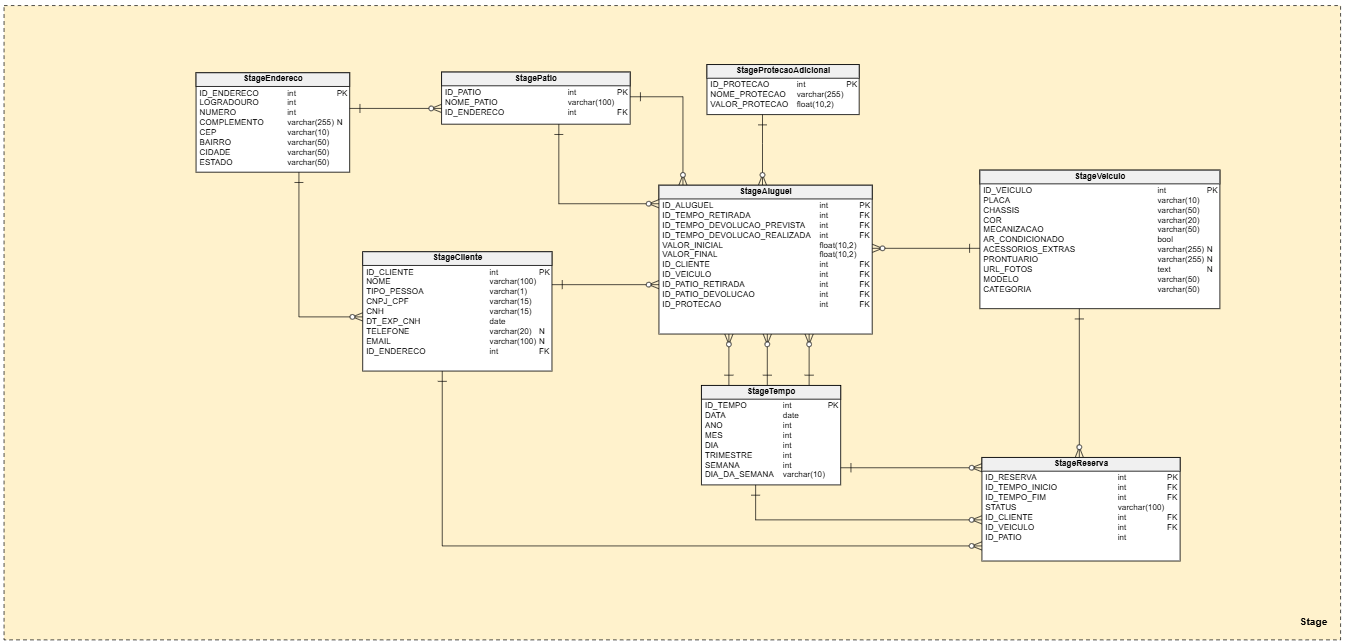 StageEndereco
ID_ENDERECO int PK
LOGRADOURO int
NUMERO int
COMPLEMENTO varchar(255) N
CEP varchar(10)
BAIRRO varchar(50)
CIDADE varchar(50)
ESTADO varchar(50)
StagePatio
ID_PATIO int PK
NOME_PATIO varchar(100)
ID_ENDERECO int FK
StageProtecaoAdicional
ID_PROTECAO int PK
NOME_PROTECAO varchar(255)
VALOR_PROTECAO float(10,2)
StageAluguel
ID_ALUGUEL int PK
ID_TEMPO_RETIRADA int FK
ID_TEMPO_DEVOLUCAO_PREVISTA int FK
ID_TEMPO_DEVOLUCAO_REALIZADA int FK
VALOR_INICIAL float(10,2)
VALOR_FINAL float(10,2)
ID_CLIENTE int FK
ID_VEICULO int FK
ID_PATIO_RETIRADA int FK
ID_PATIO_DEVOLUCAO int FK
ID_PROTECAO int FK
StageVeiculo
ID_VEICULO int PK
PLACA varchar(10)
CHASSIS varchar(50)
COR varchar(20)
MECANIZACAO varchar(50)
AR_CONDICIONADO bool
ACESSORIOS_EXTRAS varchar(255) N
PRONTUARIO varchar(255) N
URL_FOTOS text N
MODELO varchar(50)
CATEGORIA varchar(50)
StageCliente
ID_CLIENTE int PK
NOME varchar(100)
TIPO_PESSOA varchar(1)
CNPJ_CPF varchar(15)
CNH varchar(15)
DT_EXP_CNH date
TELEFONE varchar(20) N
EMAIL varchar(100) N
ID_ENDERECO int FK
StageTempo
ID_TEMPO int PK
DATA date
ANO int
MES int
DIA int
TRIMESTRE int
SEMANA int
DIA_DA_SEMANA varchar(10)
StageReserva
ID_RESERVA int PK
ID_TEMPO_INICIO int FK
ID_TEMPO_FIM int FK
STATUS varchar(100)
ID_CLIENTE int FK
ID_VEICULO int FK
ID_PATIO int
Stage